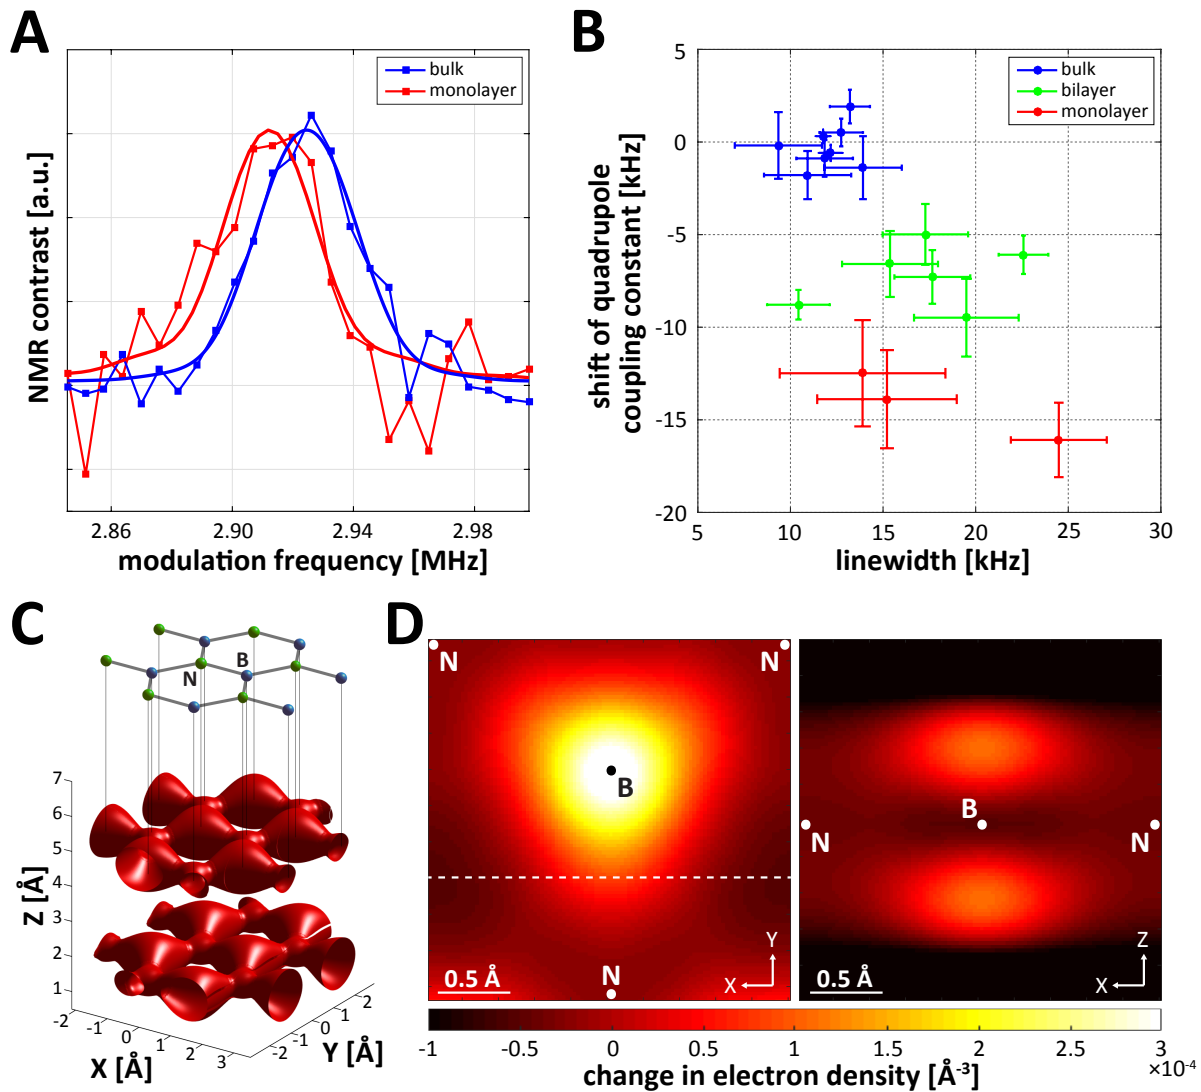 A
bulk
monolayer
NMR contrast [a.u.]
2.86 2.90 2.94 2.98
modulation frequency [MHz]
B
5
0
-5
-10
-15
-20
bulk
bilayer
monolayer
shift of quadrupole
coupling constant [kHz]
5 10 15 20 25 30
linewidth [kHz]
C
N B
7
6
5
4
3
2
1
Z [Å]
-2 -1 0 1 2 3
X [Å]
-2 -1 0 1 2
Y [Å]
D
N N
B
N
0.5 Å
Y
X
B
N N
0.5 Å
Z
X
-1 -0.5 0 0.5 1 1.5 2 2.5 3
×10⁻⁴
change in electron density [Å⁻³]